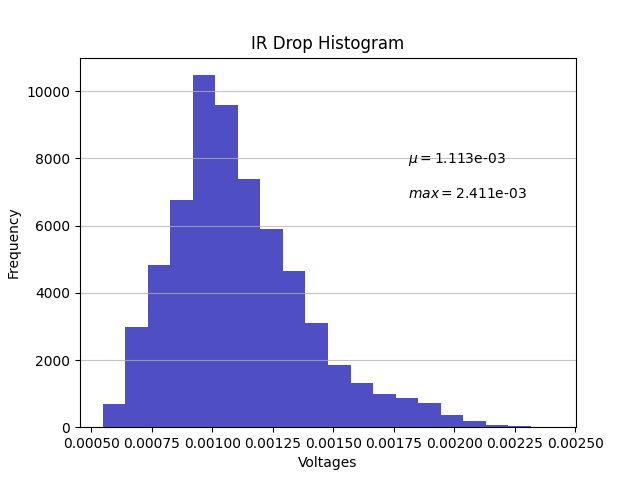 IR Drop Histogram
10000
8000
6000
4000
2000
0
Frequency
μ = 1.113e-03
max = 2.411e-03
0.00050 0.00075 0.00100 0.00125 0.00150 0.00175 0.00200 0.00225 0.00250
Voltages